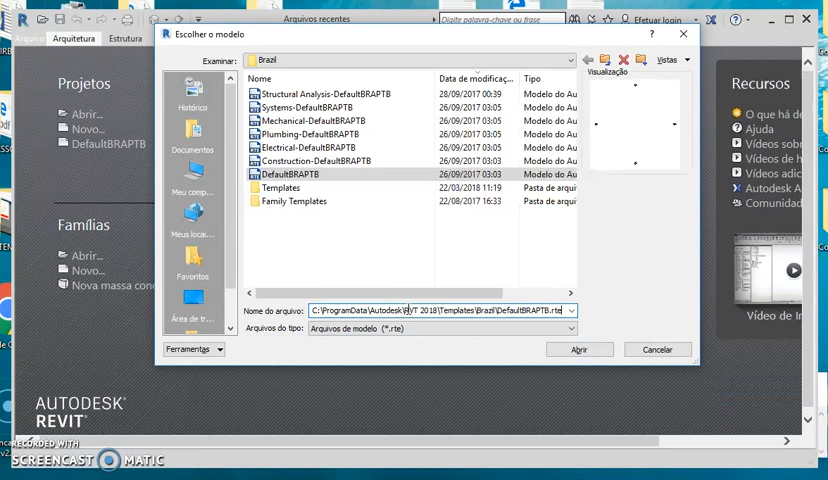 Arquivos recentes
Digite palavra-chave ou fra
Efetuar login
Arquivo Arquitetura Estrutura
Escolher o modelo
Examinar: Brazil
Vistas
Nome Data de modificaç... Tipo
Structural Analysis-DefaultBRAPTB 28/09/2017 00:39 Modelo do Au
Systems-DefaultBRAPTB 26/09/2017 03:03 Modelo do Au
Mechanical-DefaultBRAPTB 26/09/2017 03:05 Modelo do Au
Plumbing-DefaultBRAPTB 26/09/2017 03:05 Modelo do Au
Electrical-DefaultBRAPTB 26/09/2017 03:05 Modelo do Au
Construction-DefaultBRAPTB 26/09/2017 03:03 Modelo do Au
DefaultBRAPTB 26/09/2017 03:03 Modelo do Au
Templates 22/03/2018 11:19 Pasta de arqui
Family Templates 22/08/2017 16:33 Pasta de arqui
Visualização
Histórico
Documentos
Meu comp...
Meus locai...
Favoritos
Área de tr...
Nome do arquivo: C:\ProgramData\Autodesk\RVT 2018\Templates\Brazil\DefaultBRAPTB.rte
Arquivos do tipo: Arquivos de modelo (*.rte)
Ferramentas
Abrir
Cancelar
Projetos
Abrir...
Novo...
DefaultBRAPTB
Famílias
Abrir...
Novo...
Nova massa conc
Recursos
O que há de
Ajuda
Vídeos sobre
Vídeos de h
Vídeos adic
Autodesk A
Comunidad
Vídeo de In
AUTODESK®
REVIT®
RECORDED WITH
SCREENCAST MATIC